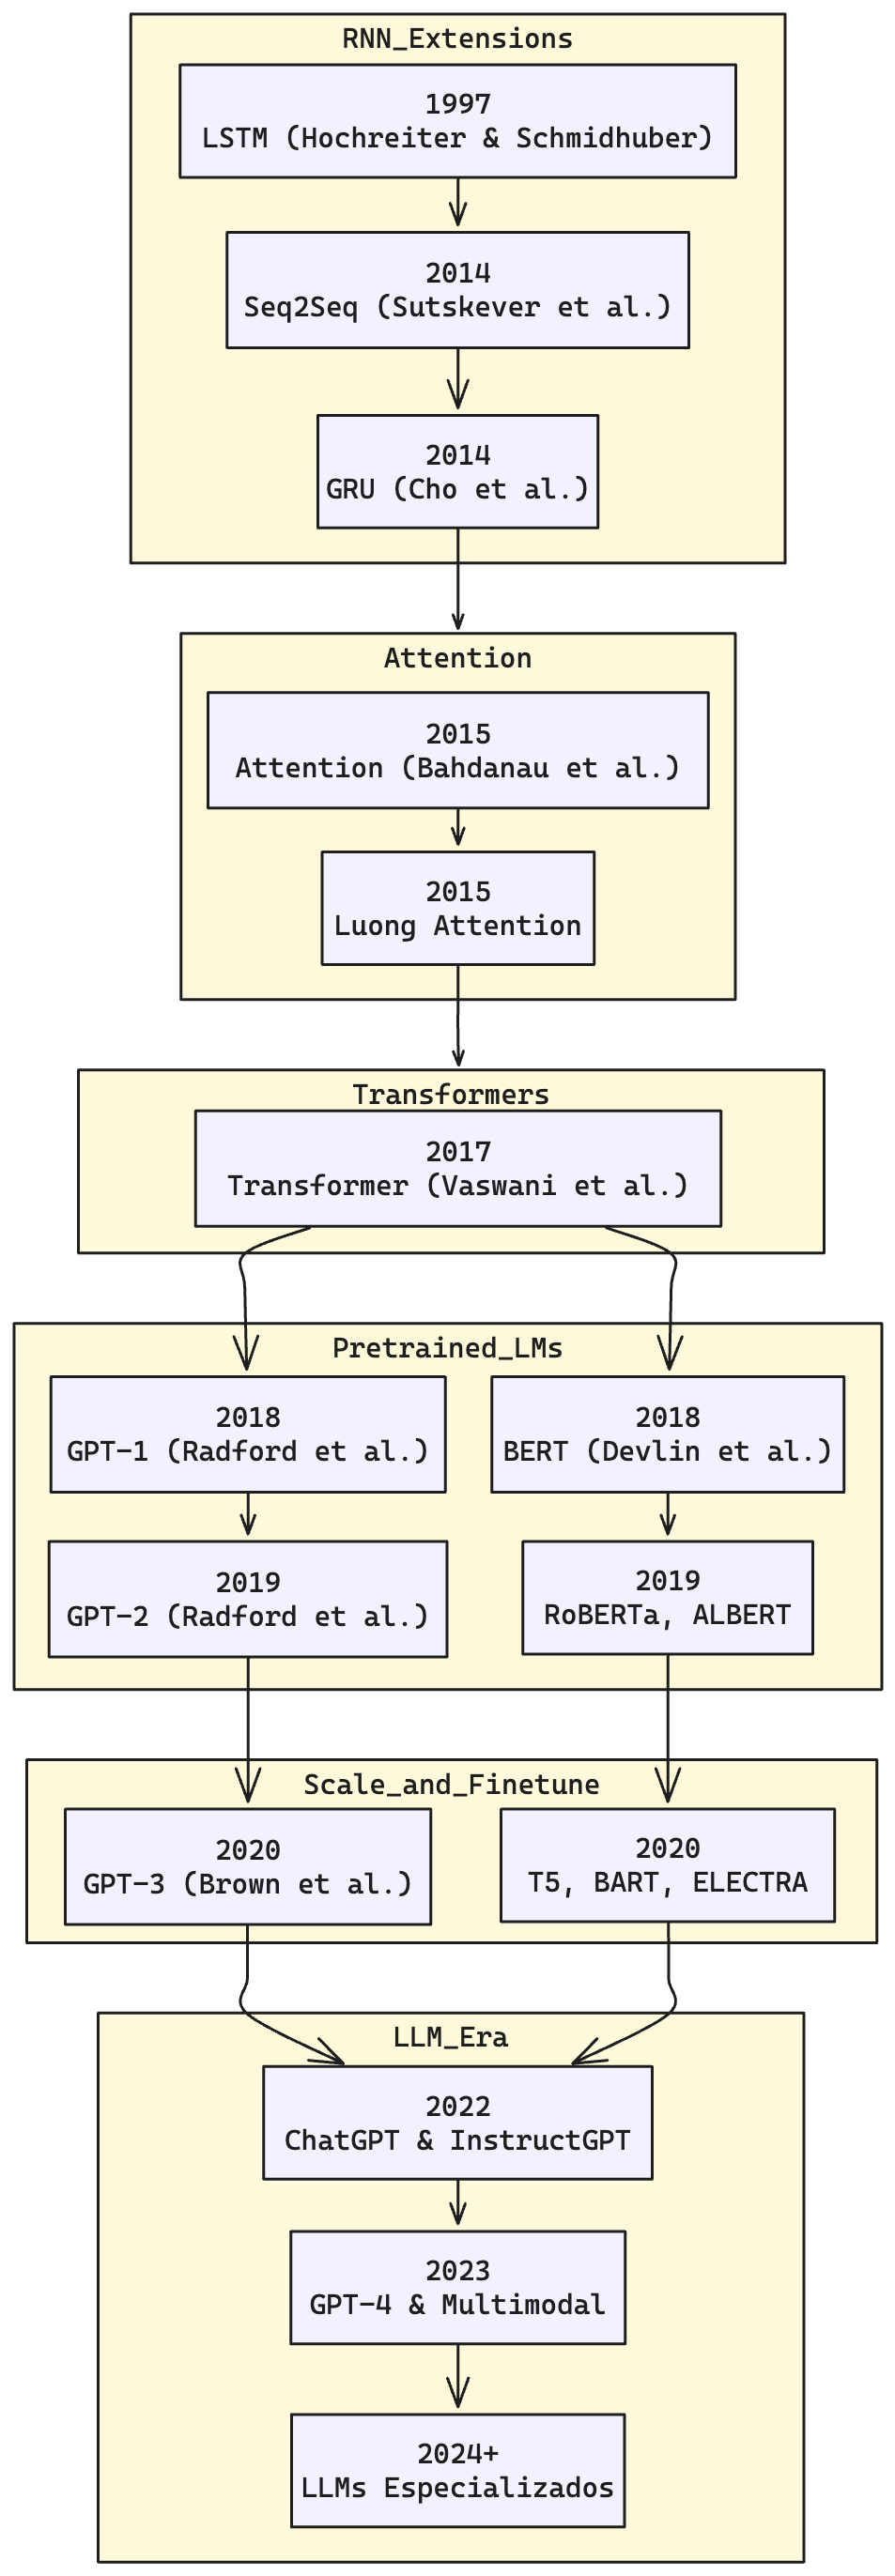 RNN_Extensions
1997
LSTM (Hochreiter & Schmidhuber)
2014
Seq2Seq (Sutskever et al.)
2014
GRU (Cho et al.)
Attention
2015
Attention (Bahdanau et al.)
2015
Luong Attention
Transformers
2017
Transformer (Vaswani et al.)
Pretrained_LMs
2018
GPT-1 (Radford et al.)
2018
BERT (Devlin et al.)
2019
GPT-2 (Radford et al.)
2019
RoBERTa, ALBERT
Scale_and_Finetune
2020
GPT-3 (Brown et al.)
2020
T5, BART, ELECTRA
LLM_Era
2022
ChatGPT & InstructGPT
2023
GPT-4 & Multimodal
2024+
LLMs Especializados